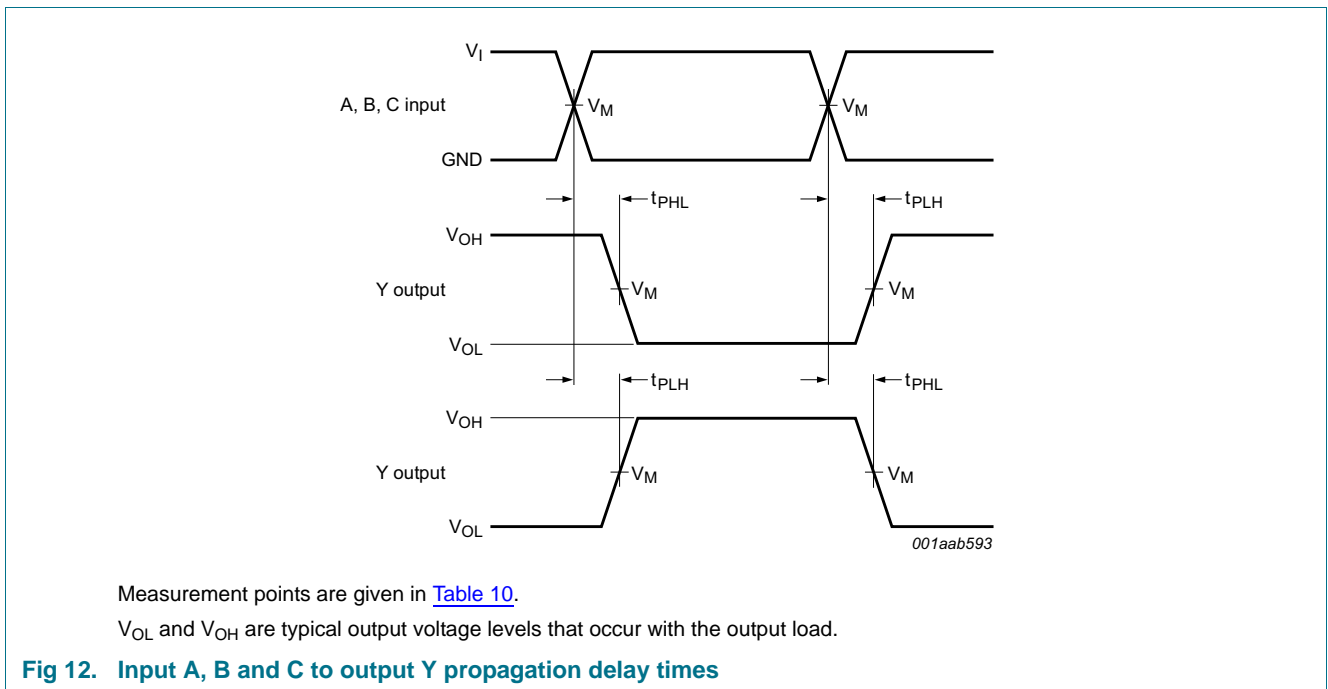 V_I
A, B, C input
V_M
V_M
GND
t_PHL
t_PLH
V_OH
Y output
V_M
V_M
V_OL
t_PLH
t_PHL
V_OH
Y output
V_M
V_M
V_OL
001aab593
Measurement points are given in Table 10.
V_OL and V_OH are typical output voltage levels that occur with the output load.
Fig 12. Input A, B and C to output Y propagation delay times